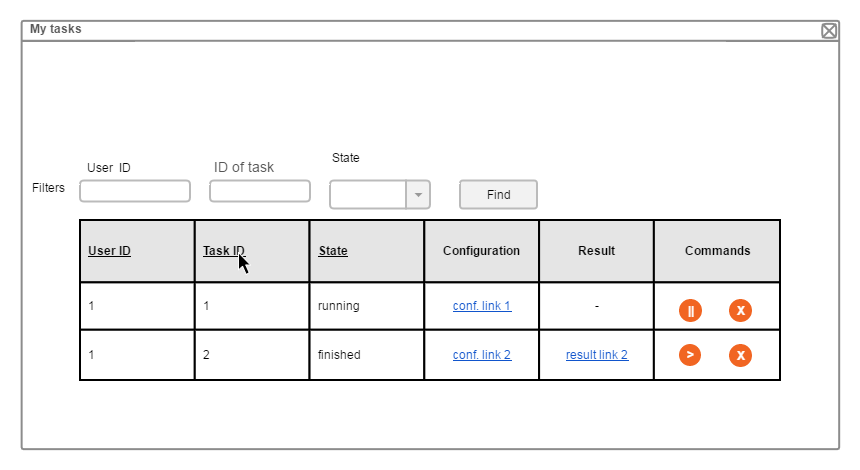 My tasks
User ID
ID of task
State
Filters
Find
User ID Task ID State Configuration Result Commands
1 1 running conf. link 1 - || X
1 2 finished conf. link 2 result link 2 > X